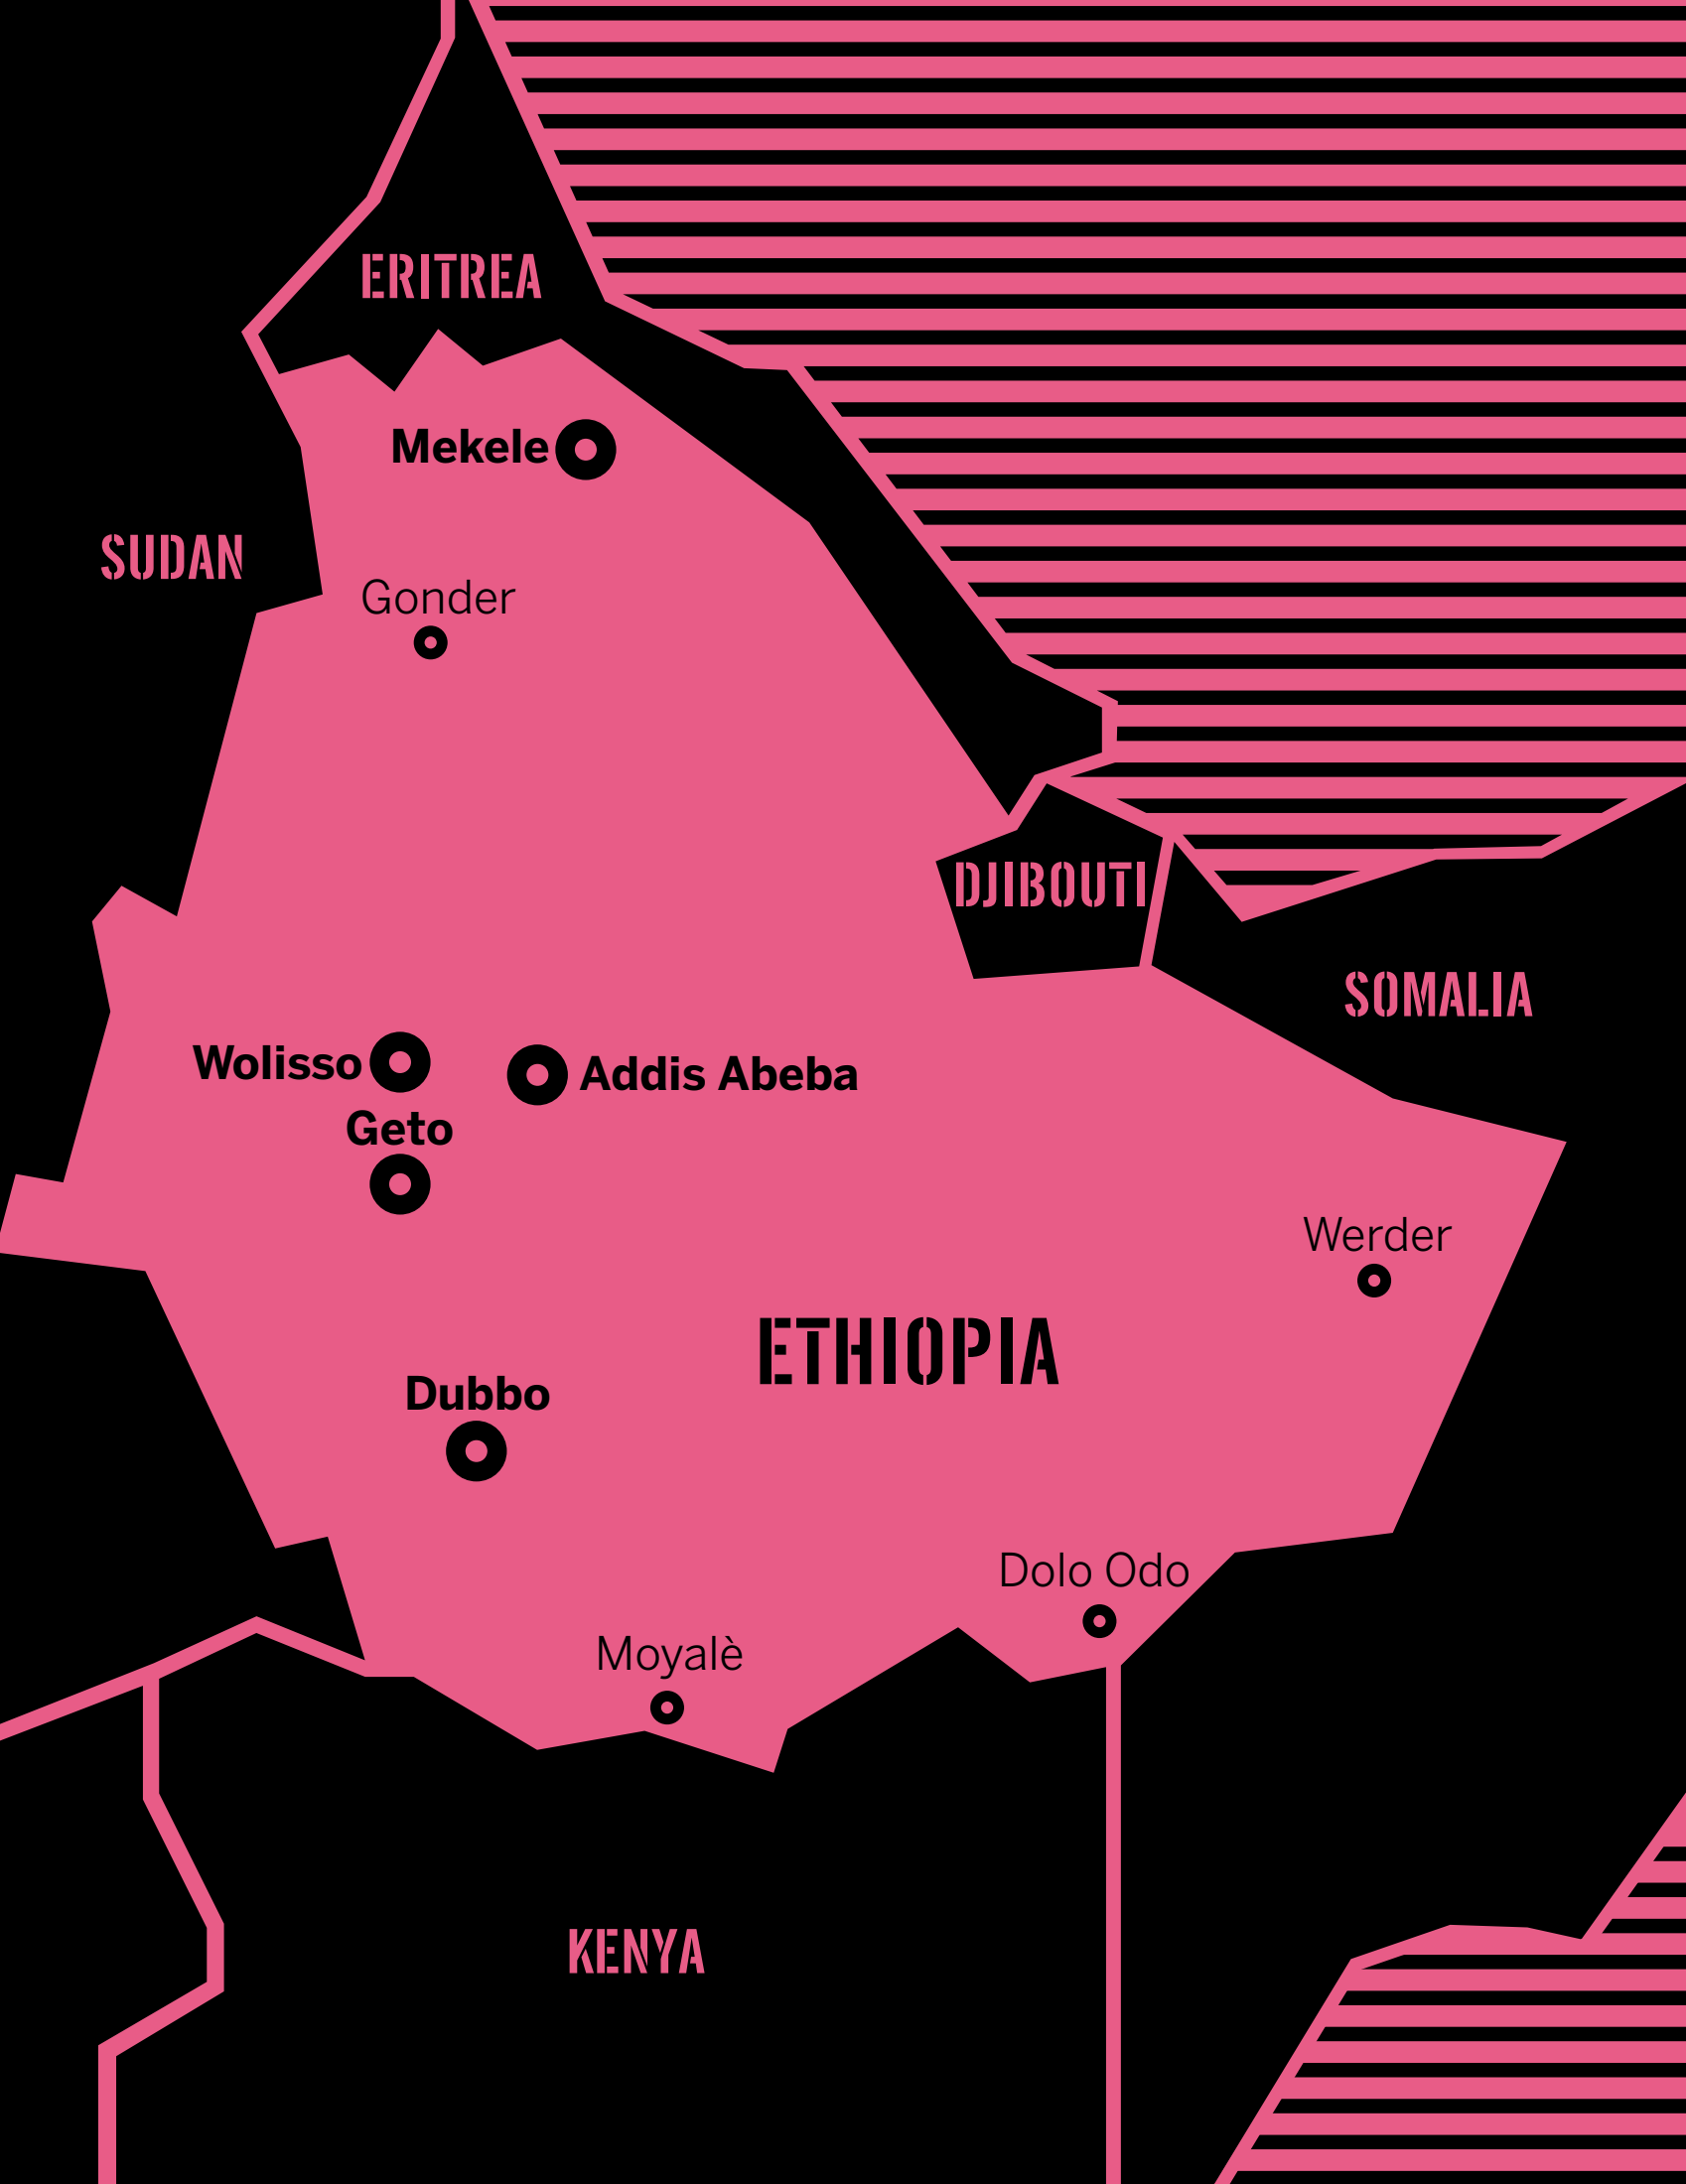 ERITREA
Mekele
SUDAN
Gonder
DJIBOUTI
SOMALIA
Wolisso
Addis Abeba
Geto
Werder
ETHIOPIA
Dubbo
Dolo Odo
Moyalè
KENYA